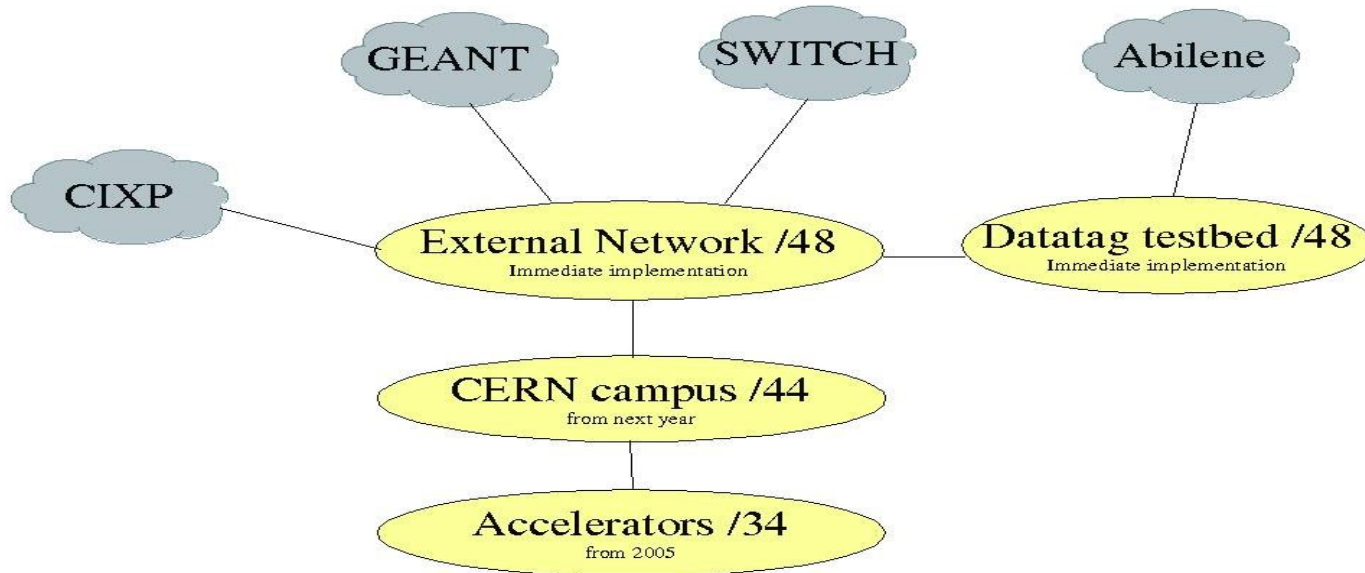 GEANT
SWITCH
Abilene
CIXP
External Network /48
Immediate implementation
Datatag testbed /48
Immediate implementation
CERN campus /44
from next year
Accelerators /34
from 2005